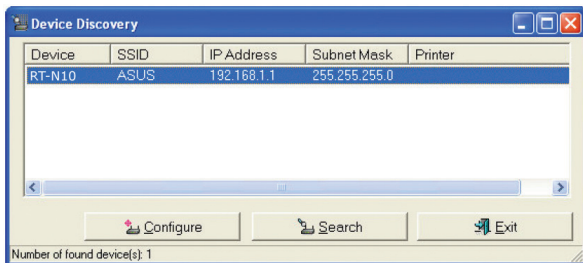 Device Discovery
Device SSID IP Address Subnet Mask Printer
RT-N10 ASUS 192.168.1.1 255.255.255.0
Configure Search Exit
Number of found device(s): 1